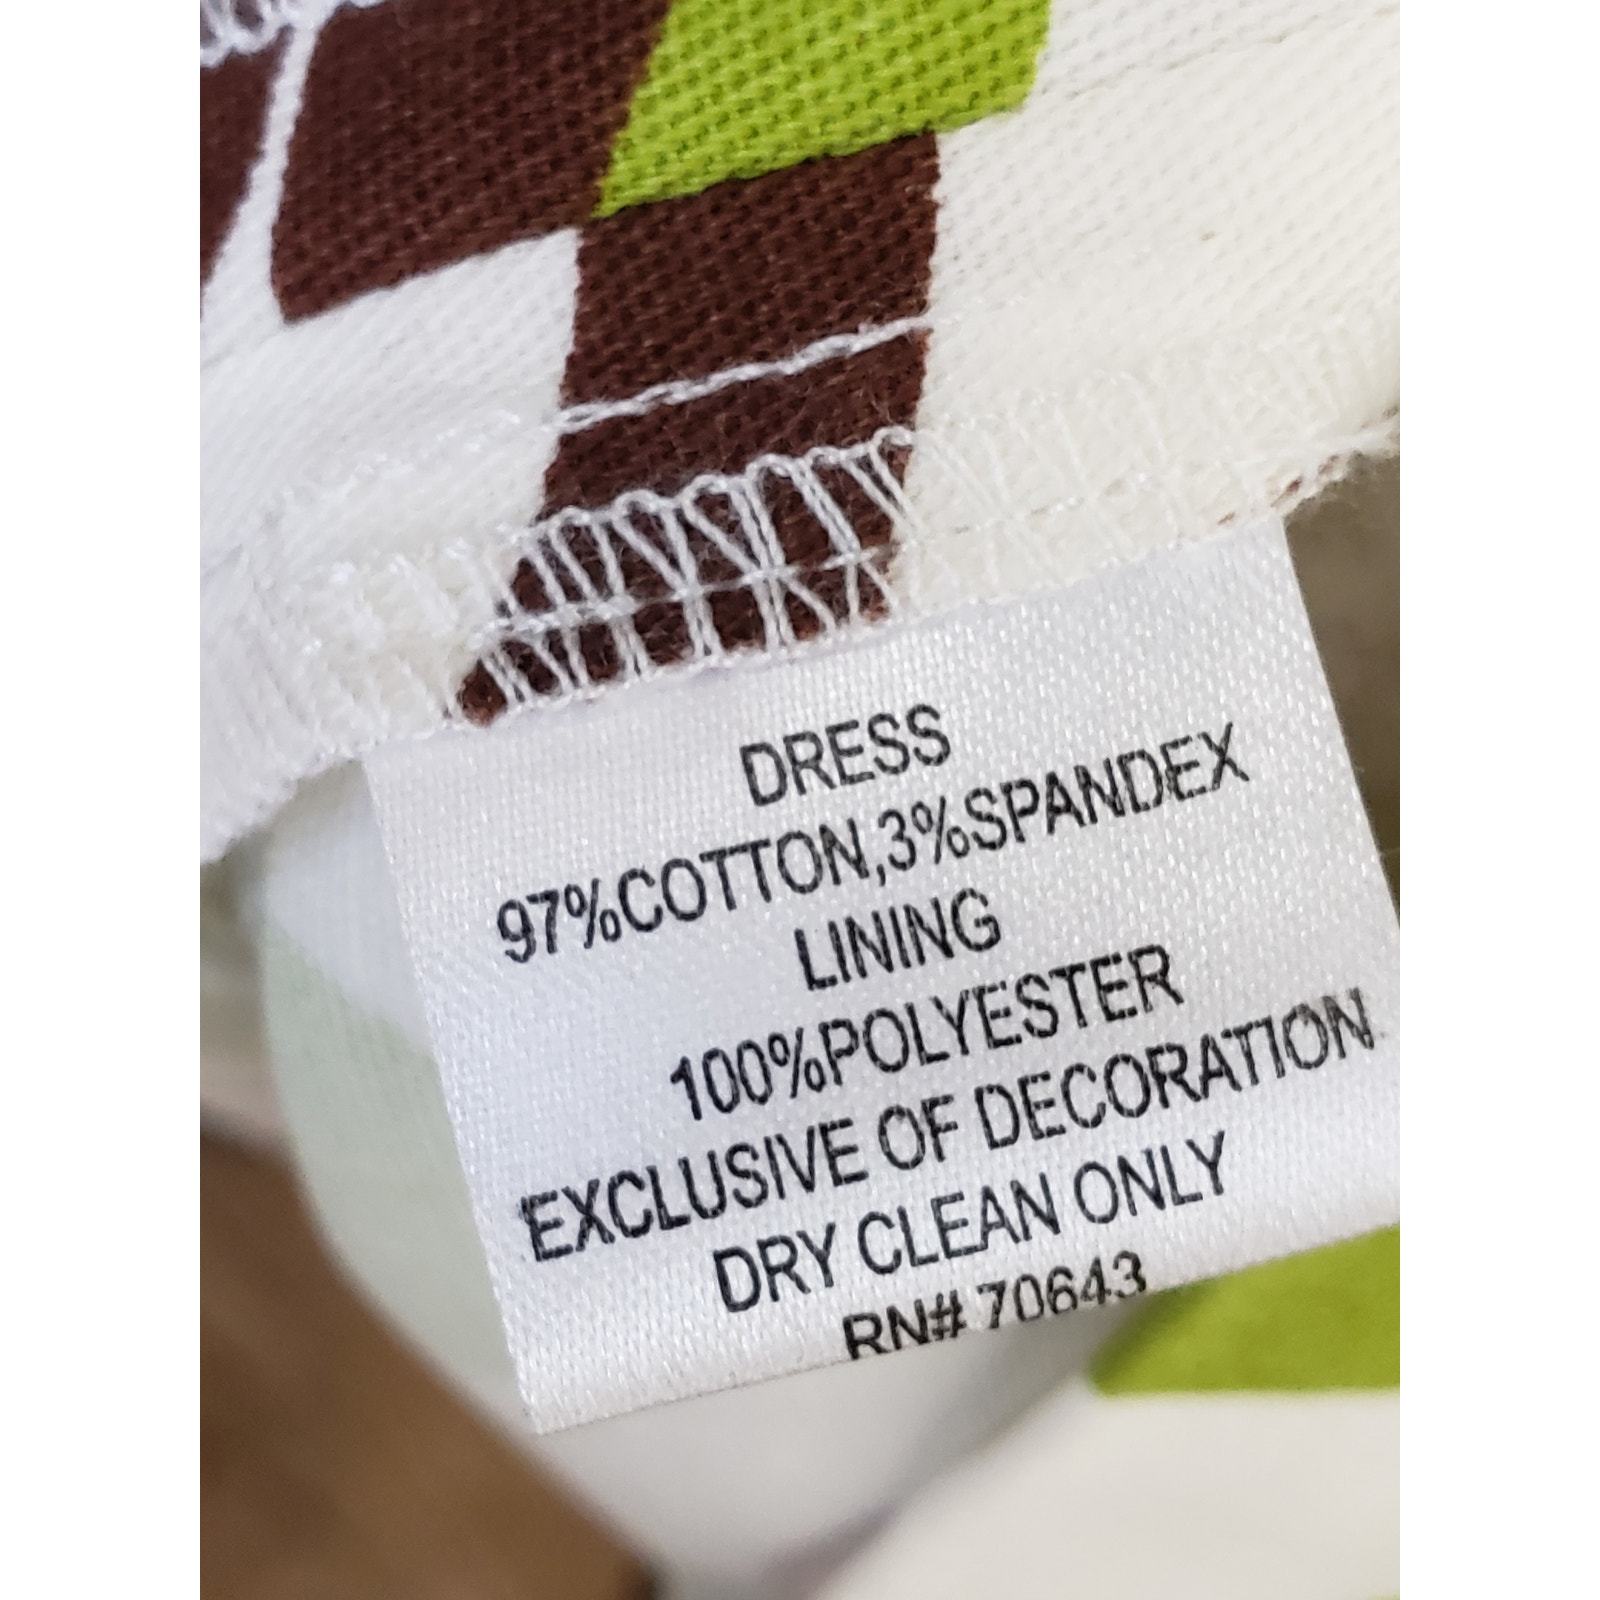 DRESS
97%COTTON,3%SPANDEX
LINING
100%POLYESTER
EXCLUSIVE OF DECORATION
DRY CLEAN ONLY
RN# 70643